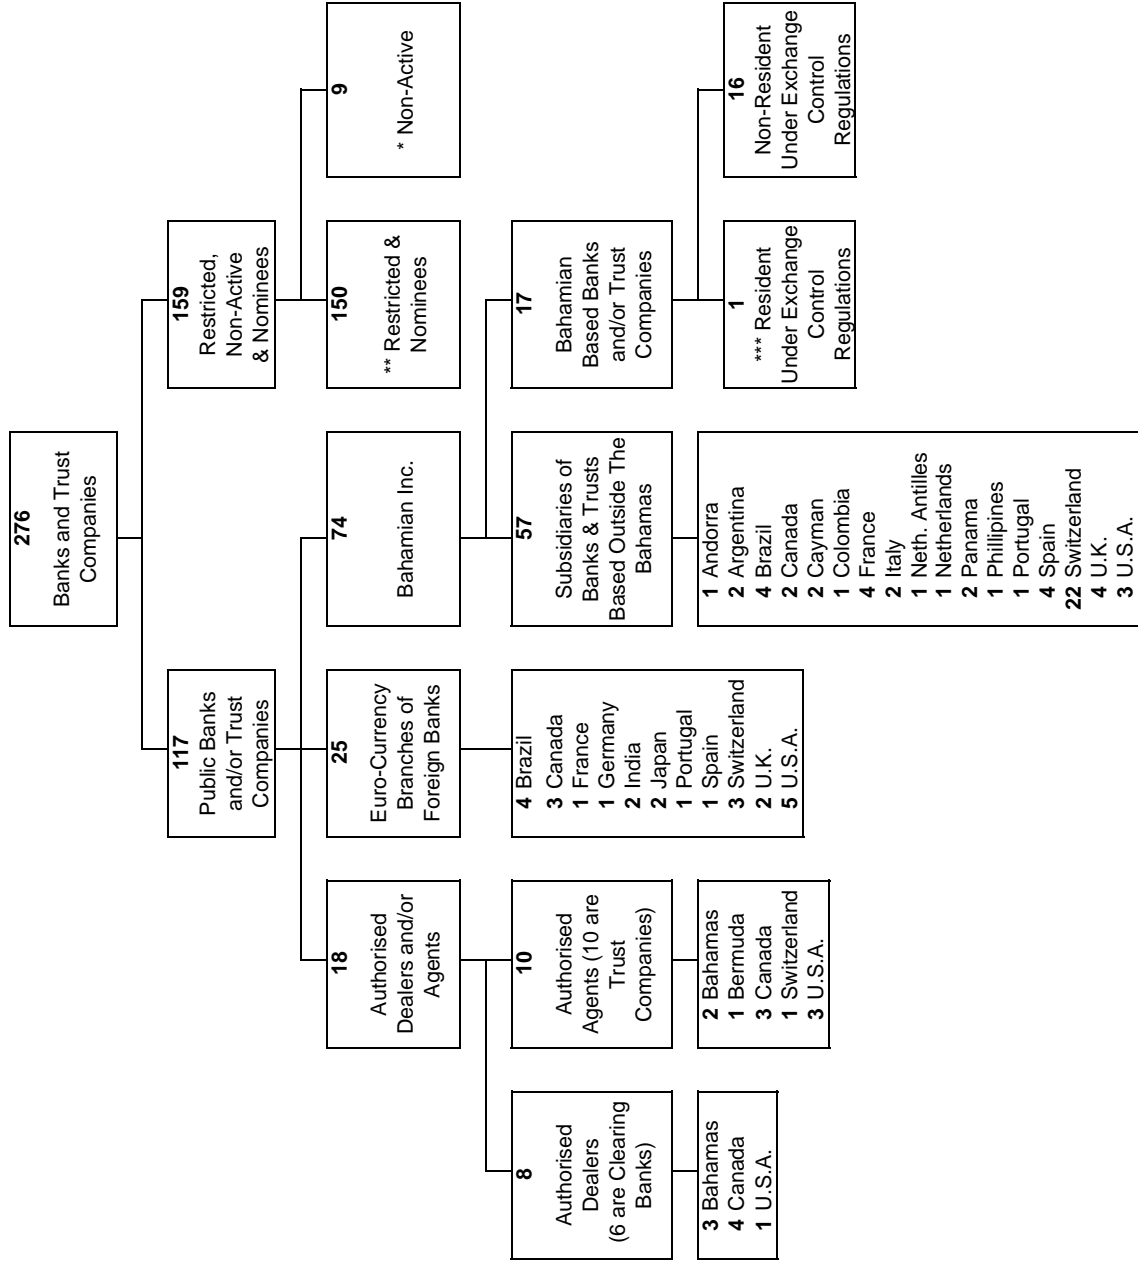 276
Banks and Trust
Companies
117
Public Banks
and/or Trust
Companies
159
Restricted,
Non-Active
& Nominees
18
Authorised
Dealers and/or
Agents
25
Euro-Currency
Branches of
Foreign Banks
74
Bahamian Inc.
150
** Restricted &
Nominees
9
* Non-Active
8
Authorised
Dealers
(6 are Clearing
Banks)
10
Authorised
Agents (10 are
Trust
Companies)
4 Brazil
3 Canada
1 France
1 Germany
2 India
2 Japan
1 Portugal
1 Spain
3 Switzerland
2 U.K.
5 U.S.A.
57
Subsidiaries of
Banks & Trusts
Based Outside The
Bahamas
17
Bahamian
Based Banks
and/or Trust
Companies
3 Bahamas
4 Canada
1 U.S.A.
2 Bahamas
1 Bermuda
3 Canada
1 Switzerland
3 U.S.A.
1 Andorra
2 Argentina
4 Brazil
2 Canada
2 Cayman
1 Colombia
4 France
2 Italy
1 Neth. Antilles
1 Netherlands
2 Panama
1 Phillipines
1 Portugal
4 Spain
22 Switzerland
4 U.K.
3 U.S.A.
1
*** Resident
Under Exchange
Control
Regulations
16
Non-Resident
Under Exchange
Control
Regulations